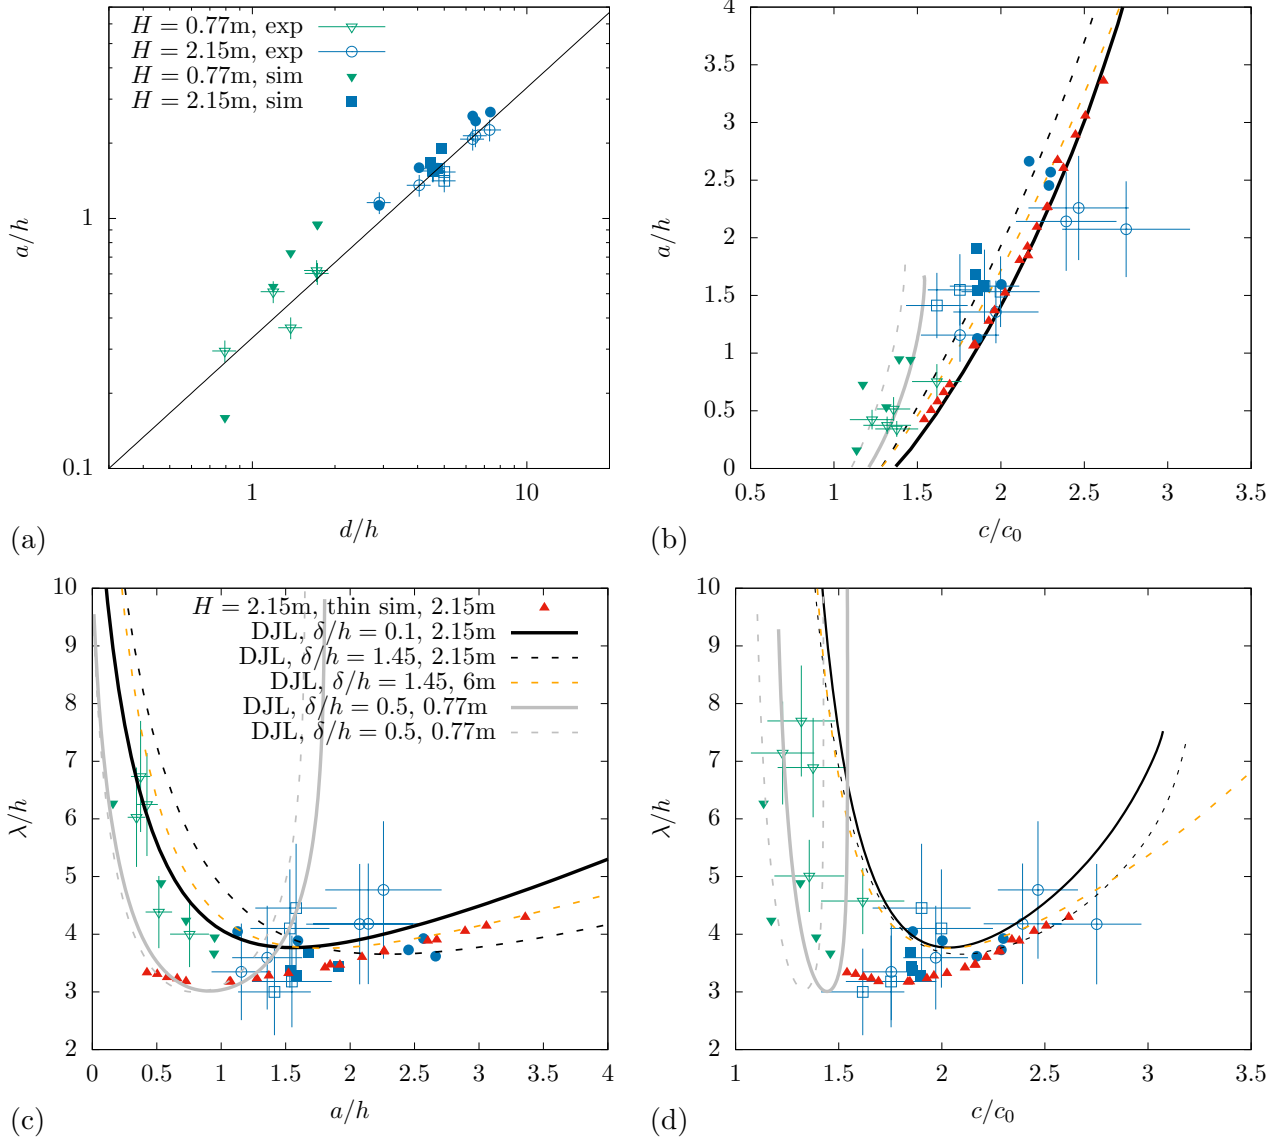 H = 0.77m, exp
H = 2.15m, exp
H = 0.77m, sim
H = 2.15m, sim
1
0.1
1
10
a/h
d/h
(a)
4
3.5
3
2.5
2
1.5
1
0.5
0
0.5
1
1.5
2
2.5
3
3.5
a/h
c/c₀
(b)
H = 2.15m, thin sim, 2.15m
DJL, δ/h = 0.1, 2.15m
DJL, δ/h = 1.45, 2.15m
DJL, δ/h = 1.45, 6m
DJL, δ/h = 0.5, 0.77m
DJL, δ/h = 0.5, 0.77m
10
9
8
7
6
5
4
3
2
0
0.5
1
1.5
2
2.5
3
3.5
4
λ/h
a/h
(c)
10
9
8
7
6
5
4
3
2
1
1.5
2
2.5
3
3.5
λ/h
c/c₀
(d)